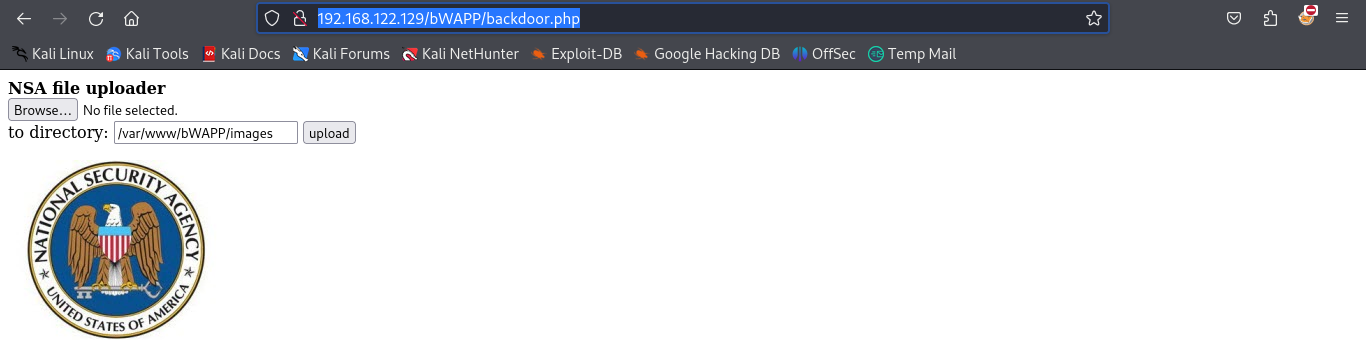 192.168.122.129/bWAPP/backdoor.php
Kali Linux Kali Tools Kali Docs Kali Forums Kali NetHunter Exploit-DB Google Hacking DB OffSec Temp Mail
NSA file uploader
Browse... No file selected.
to directory: /var/www/bWAPP/images upload
NATIONAL SECURITY AGENCY
UNITED STATES OF AMERICA